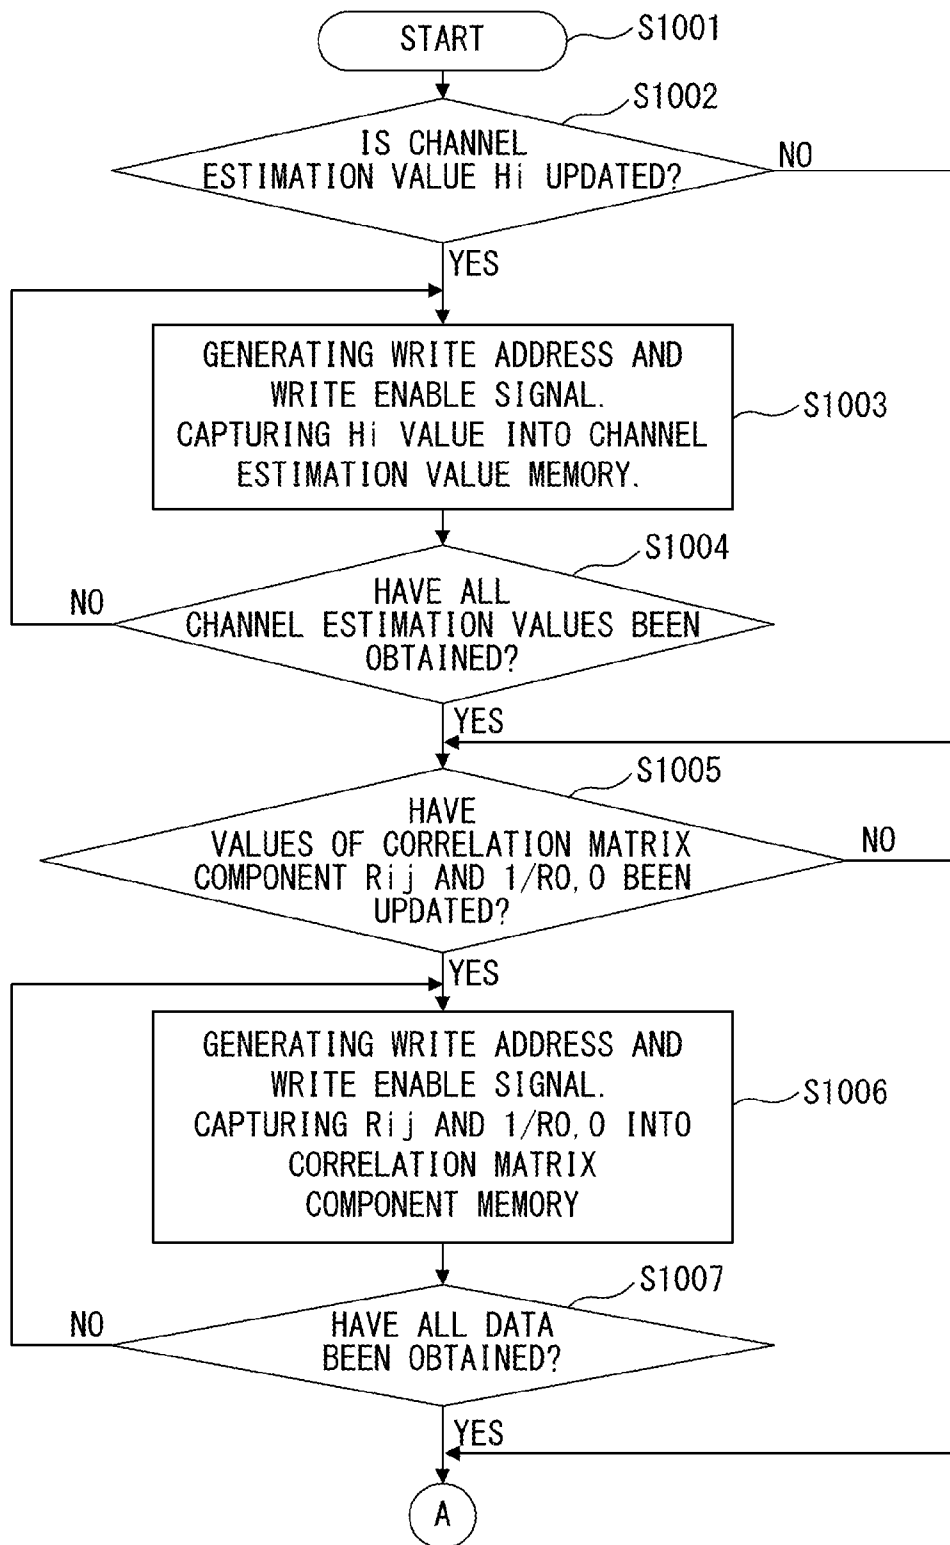 START
S1001
S1002
IS CHANNEL
ESTIMATION VALUE Hi UPDATED?
NO
YES
GENERATING WRITE ADDRESS AND
WRITE ENABLE SIGNAL.
CAPTURING Hi VALUE INTO CHANNEL
ESTIMATION VALUE MEMORY.
S1003
S1004
HAVE ALL
CHANNEL ESTIMATION VALUES BEEN
OBTAINED?
NO
YES
S1005
HAVE
VALUES OF CORRELATION MATRIX
COMPONENT Rij AND 1/R0,0 BEEN
UPDATED?
NO
YES
GENERATING WRITE ADDRESS AND
WRITE ENABLE SIGNAL.
CAPTURING Rij AND 1/R0,0 INTO
CORRELATION MATRIX
COMPONENT MEMORY
S1006
S1007
HAVE ALL DATA
BEEN OBTAINED?
NO
YES
A